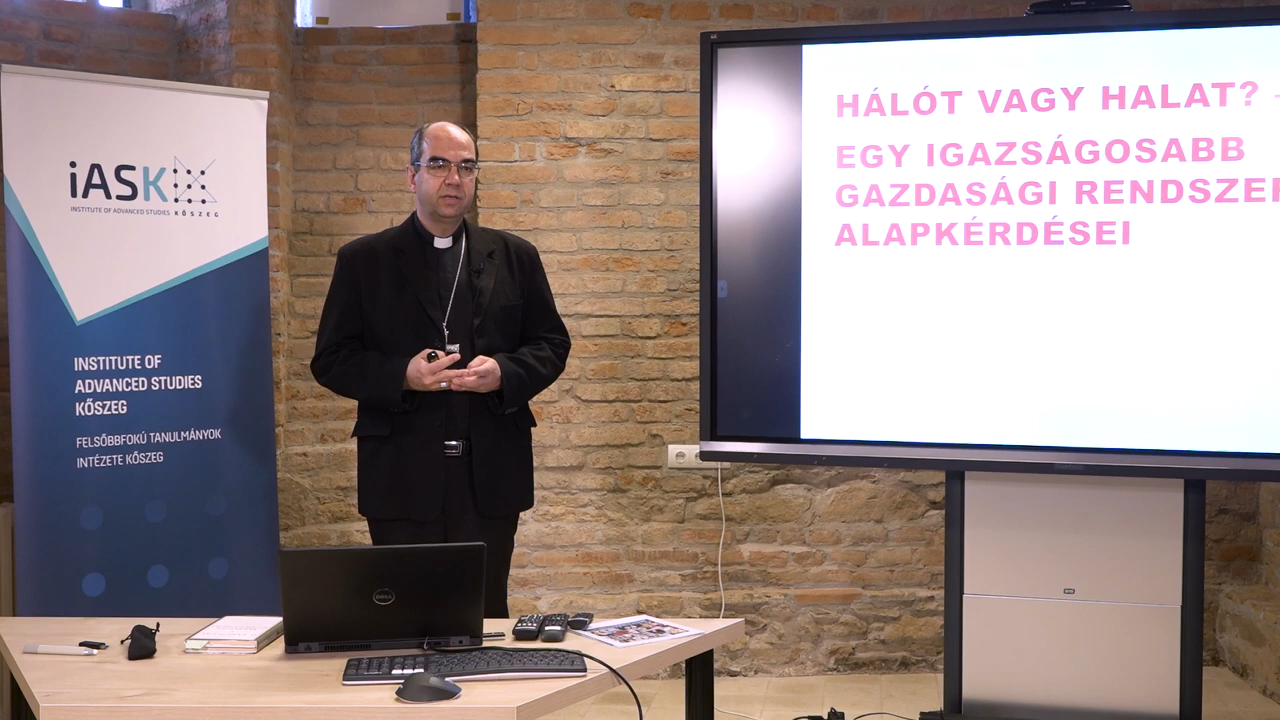 iASK
INSTITUTE OF ADVANCED STUDIES KŐSZEG
INSTITUTE OF
ADVANCED STUDIES
KŐSZEG
FELSŐBBFOKÚ TANULMÁNYOK
INTÉZETE KŐSZEG
HÁLÓT VAGY HALAT? -
EGY IGAZSÁGOSABB
GAZDASÁGI RENDSZER
ALAPKÉRDÉSEI
DELL